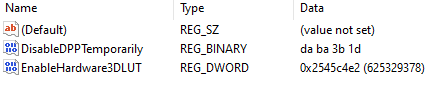 Name Type Data
(Default) REG_SZ (value not set)
DisableDPPTemporarily REG_BINARY da ba 3b 1d
EnableHardware3DLUT REG_DWORD 0x2545c4e2 (625329378)